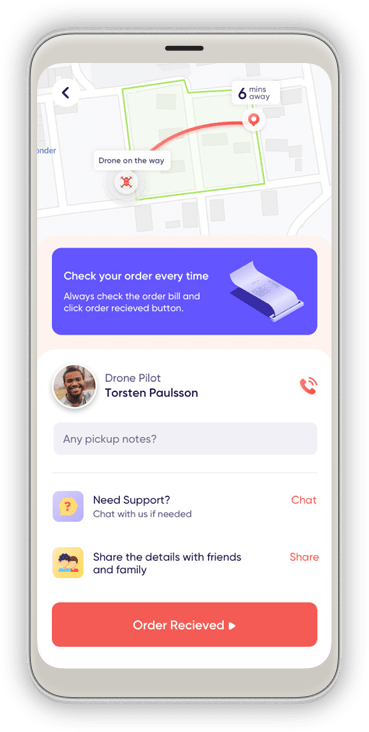 6 mins
away
onder
Drone on the way
Check your order every time
Always check the order bill and
click order recieved button.
Drone Pilot
Torsten Paulsson
Any pickup notes?
Need Support?
Chat
Chat with us if needed
Share the details with friends
and family
Share
Order Recieved